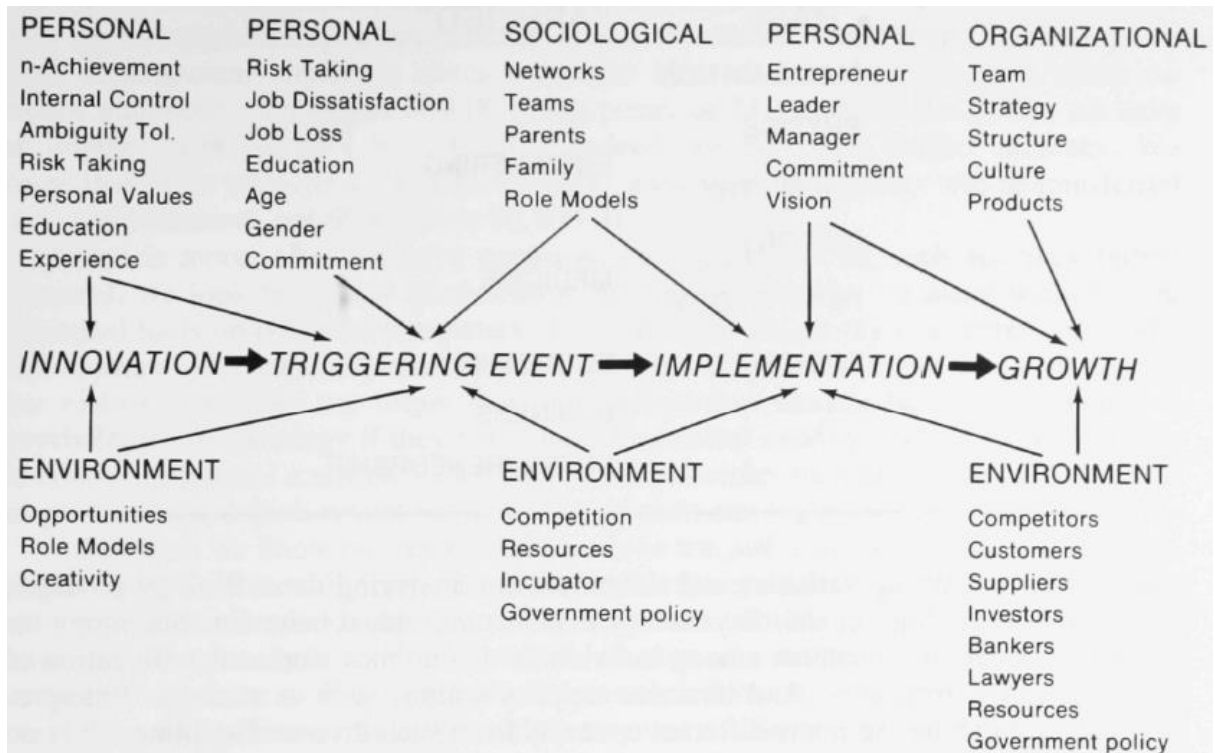 PERSONAL
n-Achievement
Internal Control
Ambiguity Tol.
Risk Taking
Personal Values
Education
Experience
PERSONAL
Risk Taking
Job Dissatisfaction
Job Loss
Education
Age
Gender
Commitment
SOCIOLOGICAL
Networks
Teams
Parents
Family
Role Models
PERSONAL
Entrepreneur
Leader
Manager
Commitment
Vision
ORGANIZATIONAL
Team
Strategy
Structure
Culture
Products
INNOVATION TRIGGERING EVENT IMPLEMENTATION GROWTH
ENVIRONMENT
Opportunities
Role Models
Creativity
ENVIRONMENT
Competition
Resources
Incubator
Government policy
ENVIRONMENT
Competitors
Customers
Suppliers
Investors
Bankers
Lawyers
Resources
Government policy